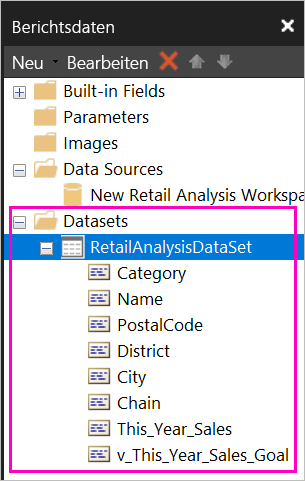 Berichtsdaten
Neu Bearbeiten
Built-in Fields
Parameters
Images
Data Sources
New Retail Analysis Workspa
Datasets
RetailAnalysisDataSet
Category
Name
PostalCode
District
City
Chain
This_Year_Sales
v_This_Year_Sales_Goal